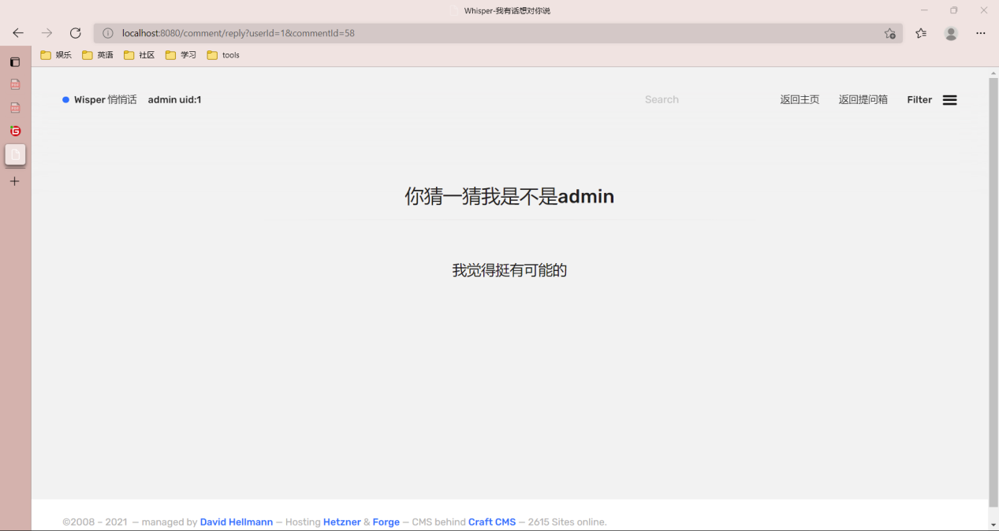 Whisper-我有话想对你说
localhost:8080/comment/reply?userId=1&commentId=58
娱乐 英语 社区 学习 tools
Wisper 悄悄话 admin uid:1 Search 返回主页 返回提问箱 Filter
你猜一猜我是不是admin
我觉得挺有可能的
©2008 – 2021 — managed by David Hellmann — Hosting Hetzner & Forge — CMS behind Craft CMS — 2615 Sites online.